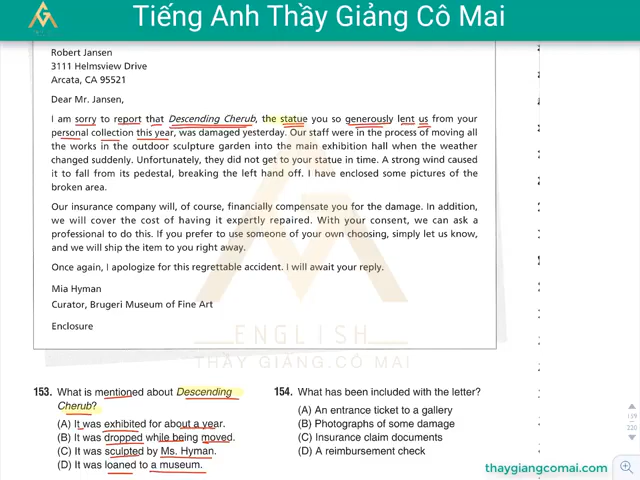 Tiếng Anh Thầy Giảng Cô Mai
Robert Jansen
3111 Helmsview Drive
Arcata, CA 95521
Dear Mr. Jansen,
I am sorry to report that Descending Cherub, the statue you so generously lent us from your
personal collection this year, was damaged yesterday. Our staff were in the process of moving all
the works in the outdoor sculpture garden into the main exhibition hall when the weather
changed suddenly. Unfortunately, they did not get to your statue in time. A strong wind caused
it to fall from its pedestal, breaking the left hand off. I have enclosed some pictures of the
broken area.
Our insurance company will, of course, financially compensate you for the damage. In addition,
we will cover the cost of having it expertly repaired. With your consent, we can ask a
professional to do this. If you prefer to use someone of your own choosing, simply let us know,
and we will ship the item to you right away.
Once again, I apologize for this regrettable accident. I will await your reply.
Mia Hyman
Curator, Brugeri Museum of Fine Art
Enclosure
ENGLISH
THẦY GIẢNG.CÔ MAI
153. What is mentioned about Descending
Cherub?
(A) It was exhibited for about a year.
(B) It was dropped while being moved.
(C) It was sculpted by Ms. Hyman.
(D) It was loaned to a museum.
154. What has been included with the letter?
(A) An entrance ticket to a gallery
(B) Photographs of some damage
(C) Insurance claim documents
(D) A reimbursement check
159
220
thaygiangcomai.com